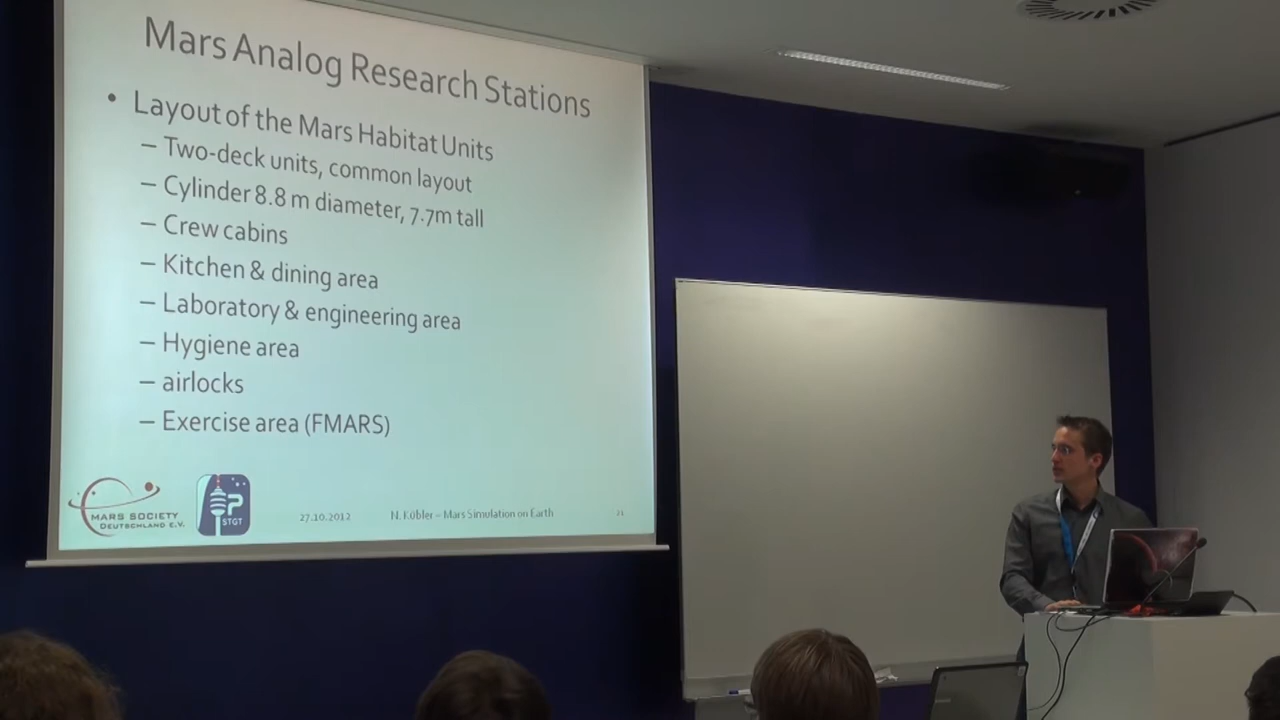 Mars Analog Research Stations
• Layout of the Mars Habitat Units
– Two-deck units, common layout
– Cylinder 8.8 m diameter, 7.7m tall
– Crew cabins
– Kitchen & dining area
– Laboratory & engineering area
– Hygiene area
– airlocks
– Exercise area (FMARS)
MARS SOCIETY
DEUTSCHLAND E.V.
STGT
27.10.2012
N. Kübler – Mars Simulation on Earth
21